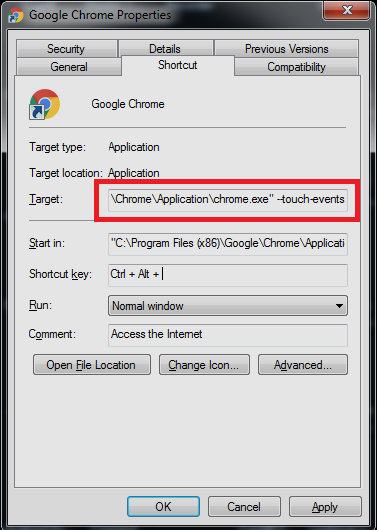 Google Chrome Properties
Security Details Previous Versions
General Shortcut Compatibility
Google Chrome
Target type: Application
Target location: Application
Target: \Chrome\Application\chrome.exe" --touch-events
Start in: "C:\Program Files (x86)\Google\Chrome\Applicati
Shortcut key: Ctrl + Alt +
Run: Normal window
Comment: Access the Internet
Open File Location Change Icon... Advanced...
OK Cancel Apply